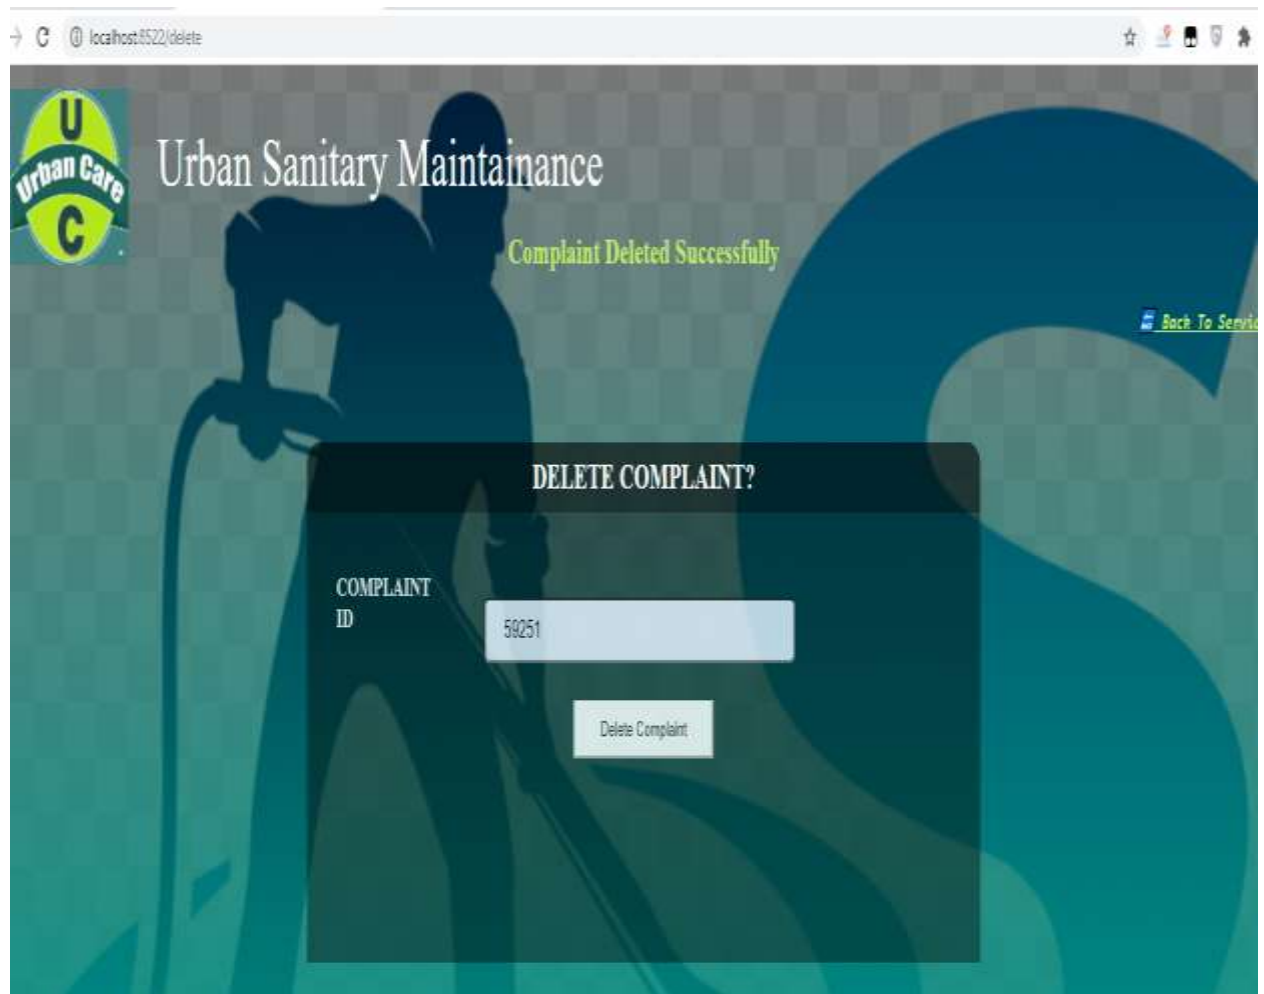 localhost:8522/delete
U
Urban Care
C
Urban Sanitary Maintainance
Complaint Deleted Successfully
Back To Servic
DELETE COMPLAINT?
COMPLAINT
ID
59251
Delete Complaint